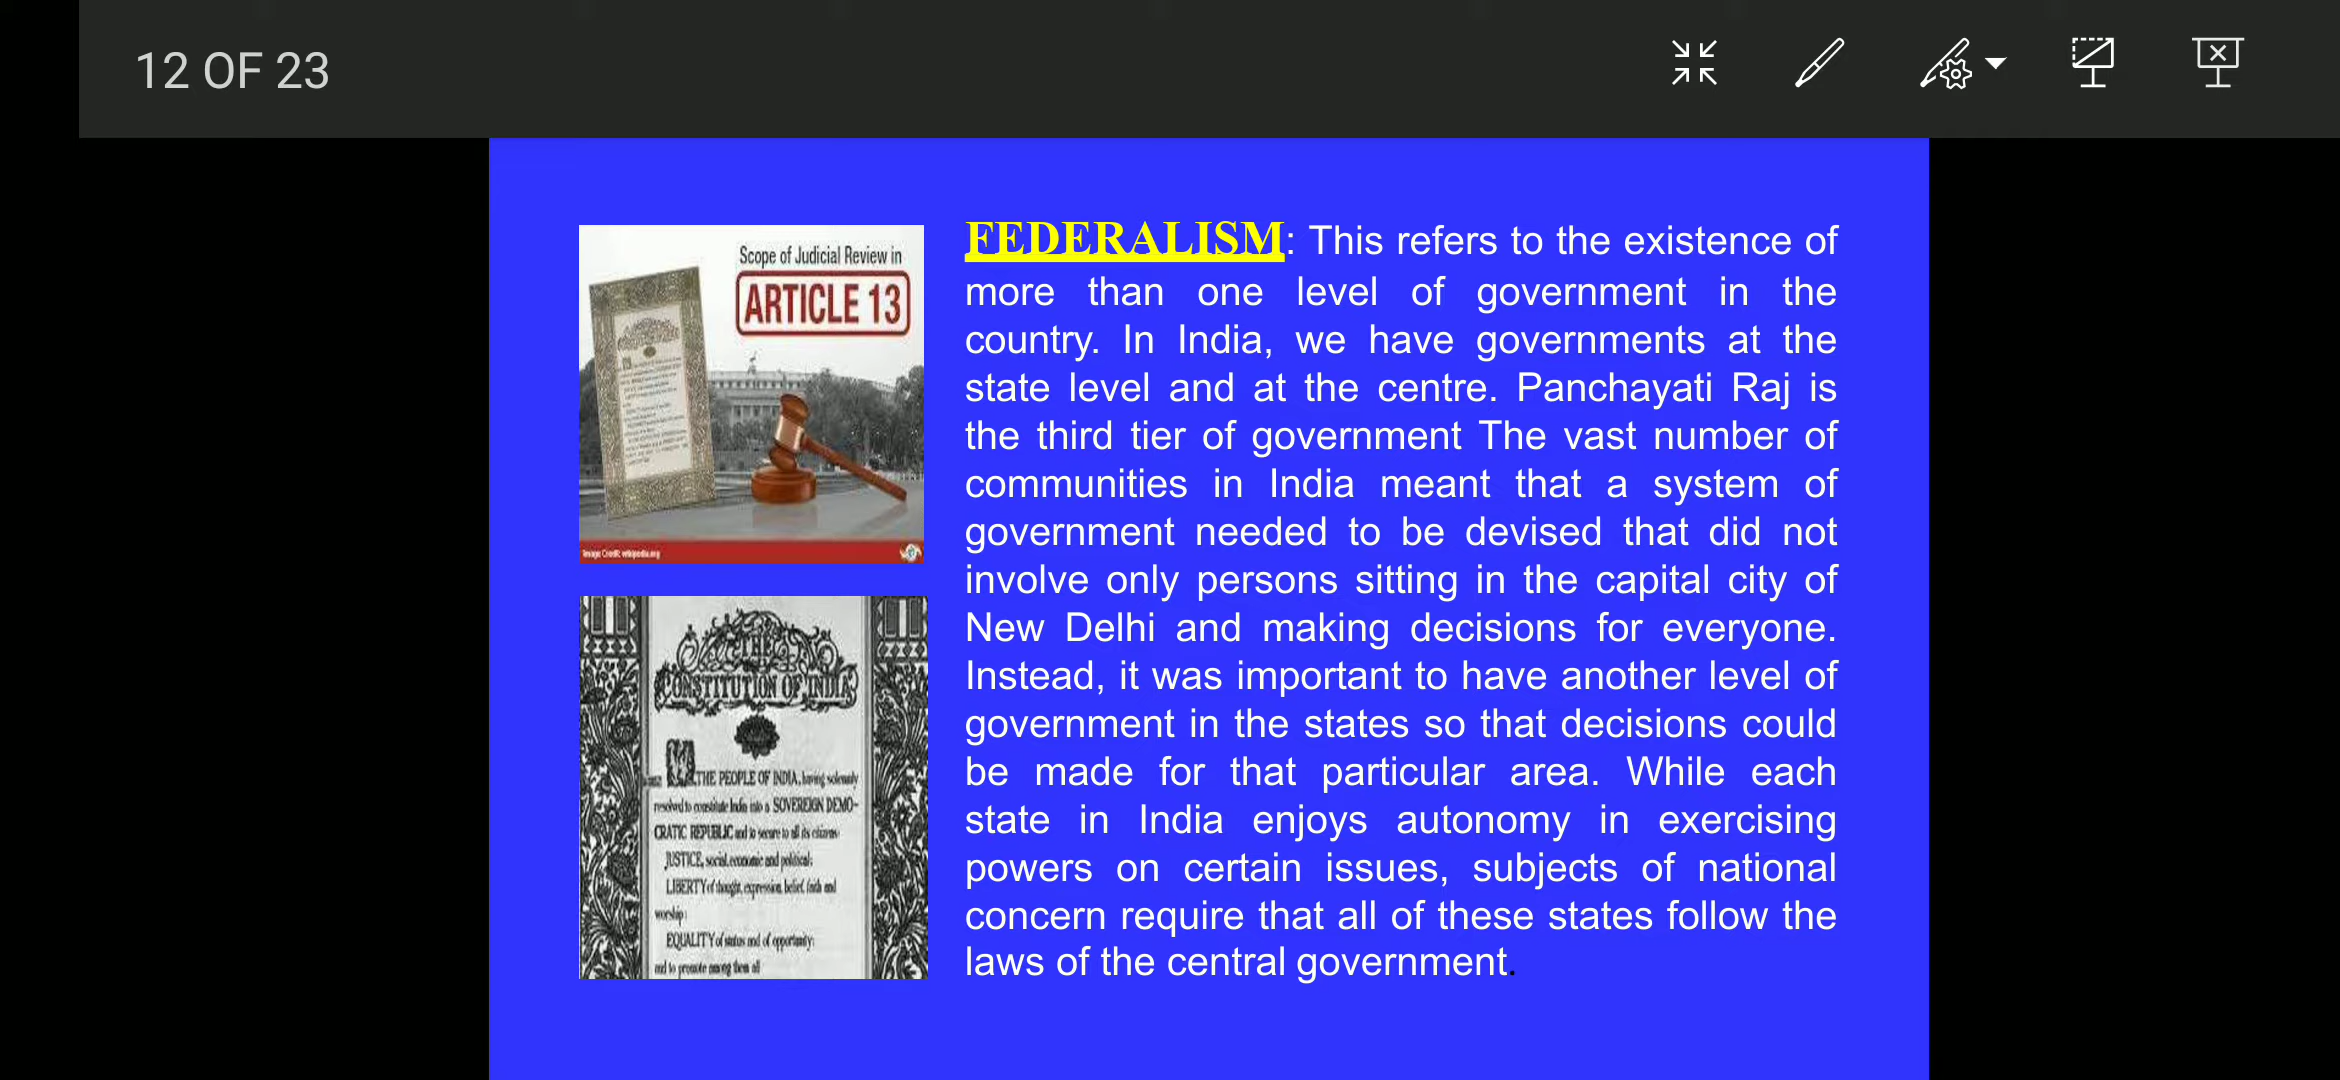 12 OF 23
Scope of Judicial Review in
ARTICLE 13
Image Credit: wikipedia.org
THE
CONSTITUTION OF INDIA
WE, THE PEOPLE OF INDIA, having solemnly
resolved to constitute India into a SOVEREIGN DEMO-
CRATIC REPUBLIC and to secure to all its citizens:
JUSTICE, social, economic and political;
LIBERTY of thought, expression, belief, faith and
worship;
EQUALITY of status and of opportunity;
and to promote among them all
FEDERALISM: This refers to the existence of
more than one level of government in the
country. In India, we have governments at the
state level and at the centre. Panchayati Raj is
the third tier of government The vast number of
communities in India meant that a system of
government needed to be devised that did not
involve only persons sitting in the capital city of
New Delhi and making decisions for everyone.
Instead, it was important to have another level of
government in the states so that decisions could
be made for that particular area. While each
state in India enjoys autonomy in exercising
powers on certain issues, subjects of national
concern require that all of these states follow the
laws of the central government.